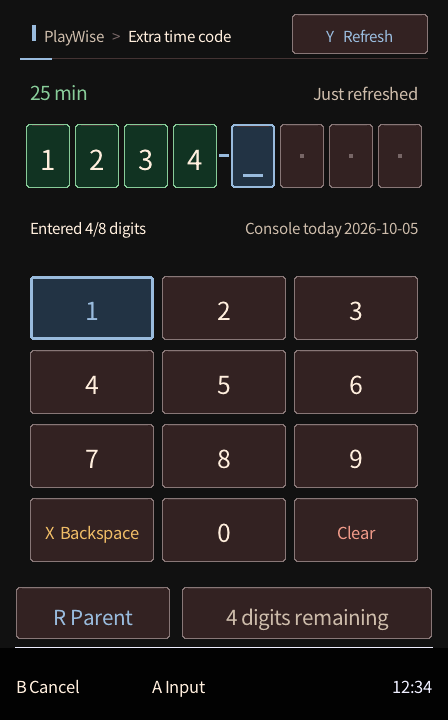 PlayWise > Extra time code
Y Refresh
25 min
Just refreshed
1 2 3 4 - _ · · ·
Entered 4/8 digits
Console today 2026-10-05
1 2 3
4 5 6
7 8 9
X Backspace 0 Clear
R Parent
4 digits remaining
B Cancel A Input 12:34